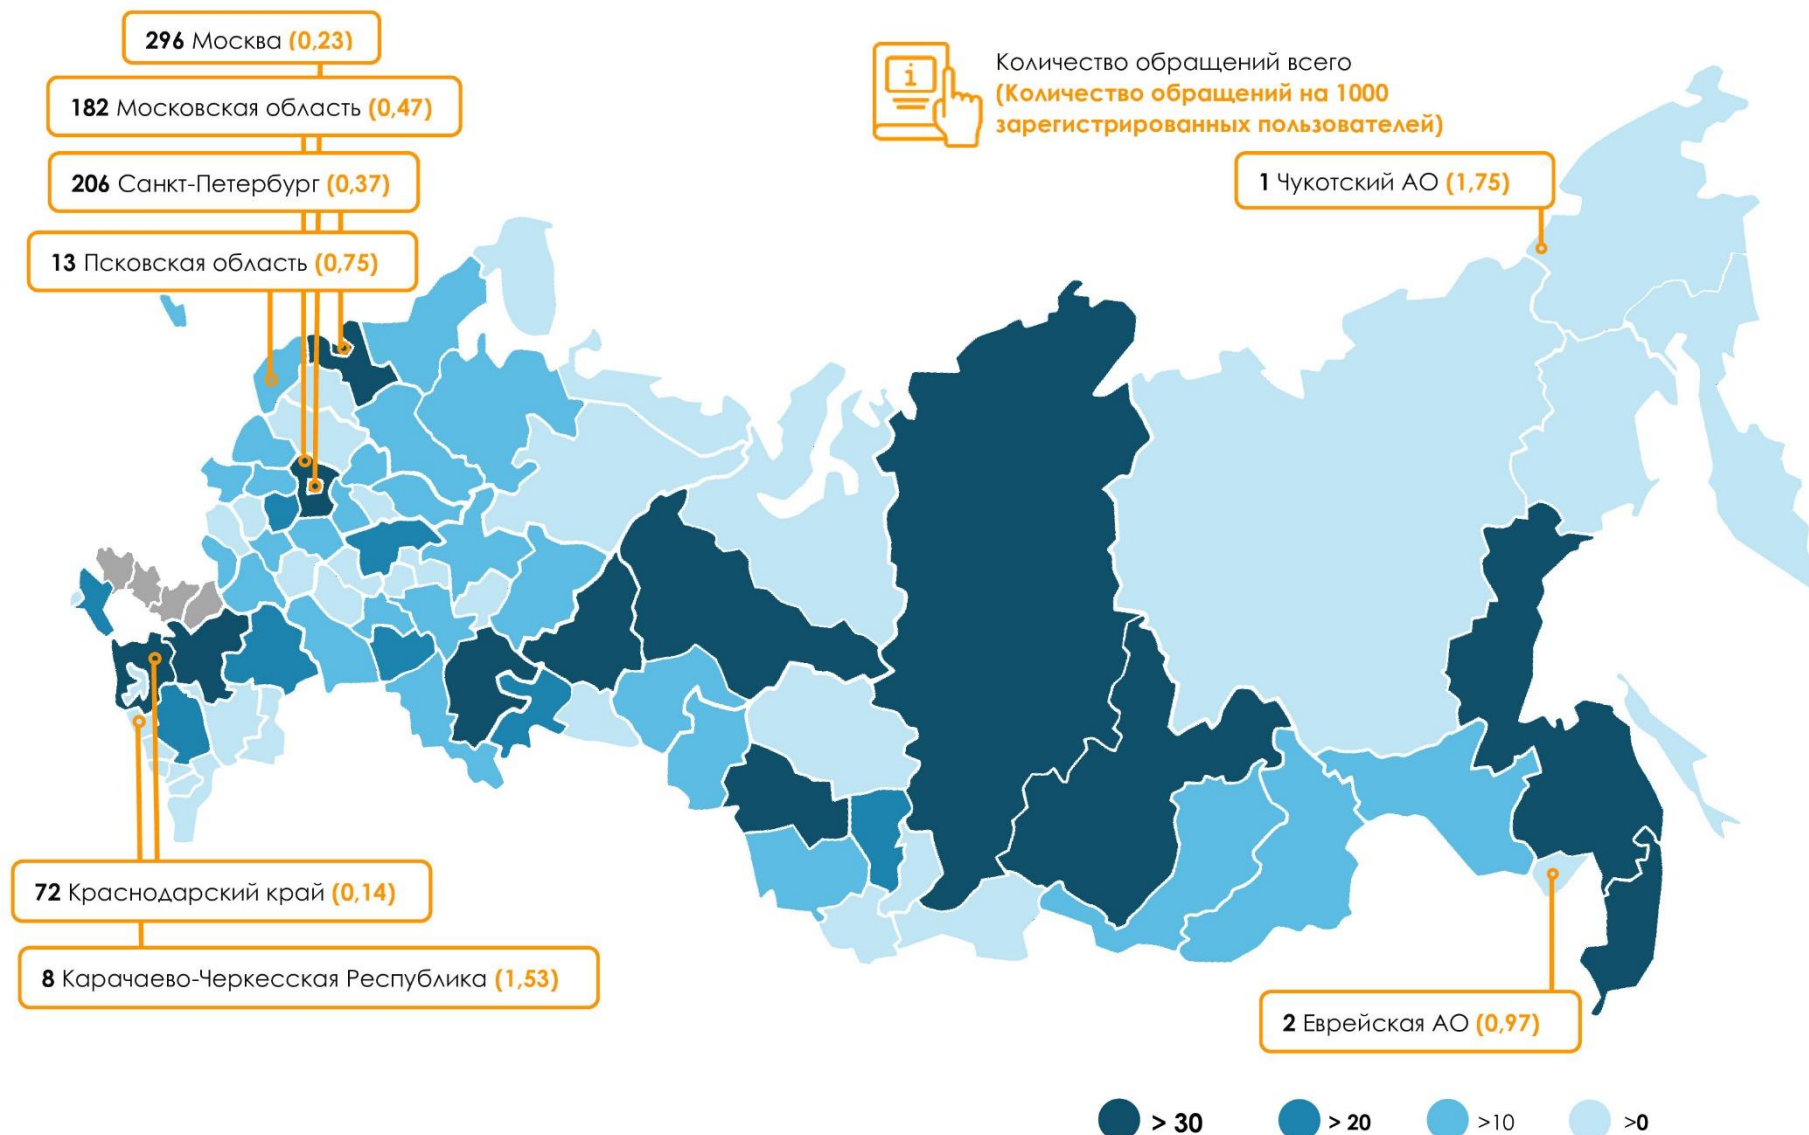 296 Москва (0,23)
182 Московская область (0,47)
206 Санкт-Петербург (0,37)
13 Псковская область (0,75)
i
Количество обращений всего
(Количество обращений на 1000
зарегистрированных пользователей)
1 Чукотский АО (1,75)
72 Краснодарский край (0,14)
8 Карачаево-Черкесская Республика (1,53)
2 Еврейская АО (0,97)
> 30 > 20 >10 >0